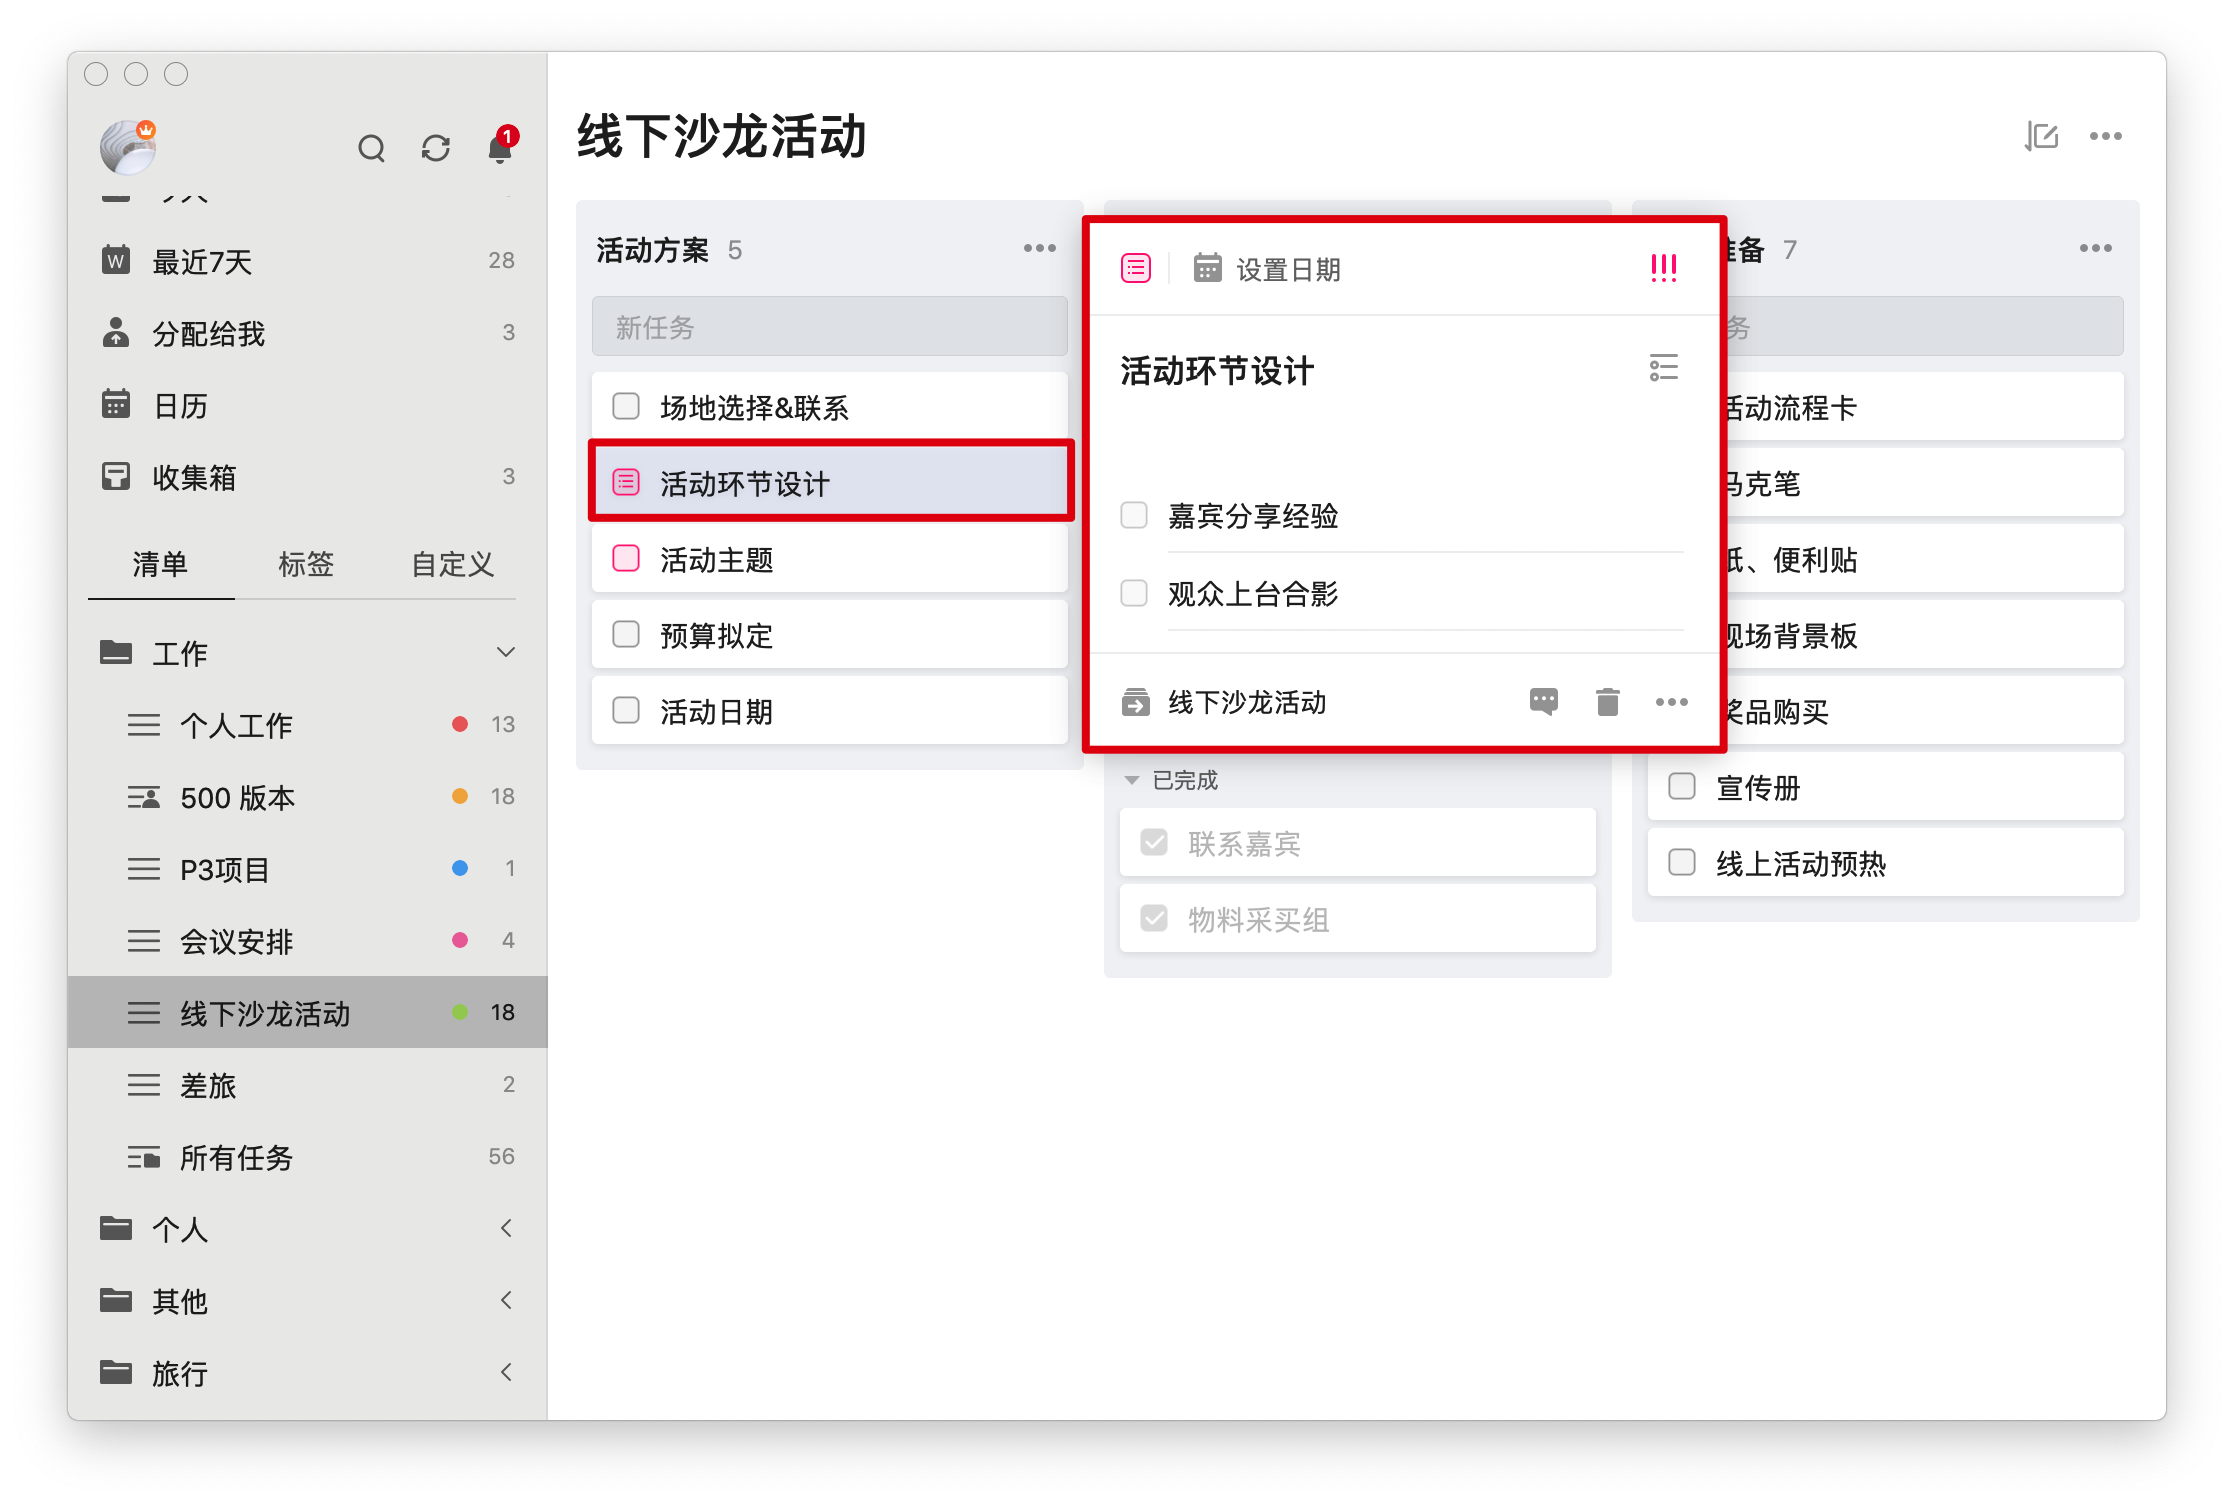 1
最近7天 28
分配给我 3
日历
收集箱 3
清单 标签 自定义
工作
个人工作 13
500 版本 18
P3项目 1
会议安排 4
线下沙龙活动 18
差旅 2
所有任务 56
个人
其他
旅行
线下沙龙活动
活动方案 5
新任务
场地选择&联系
活动环节设计
活动主题
预算拟定
活动日期
设置日期
活动环节设计
嘉宾分享经验
观众上台合影
线下沙龙活动
已完成
联系嘉宾
物料采买组
备 7
务
活动流程卡
马克笔
纸、便利贴
现场背景板
奖品购买
宣传册
线上活动预热